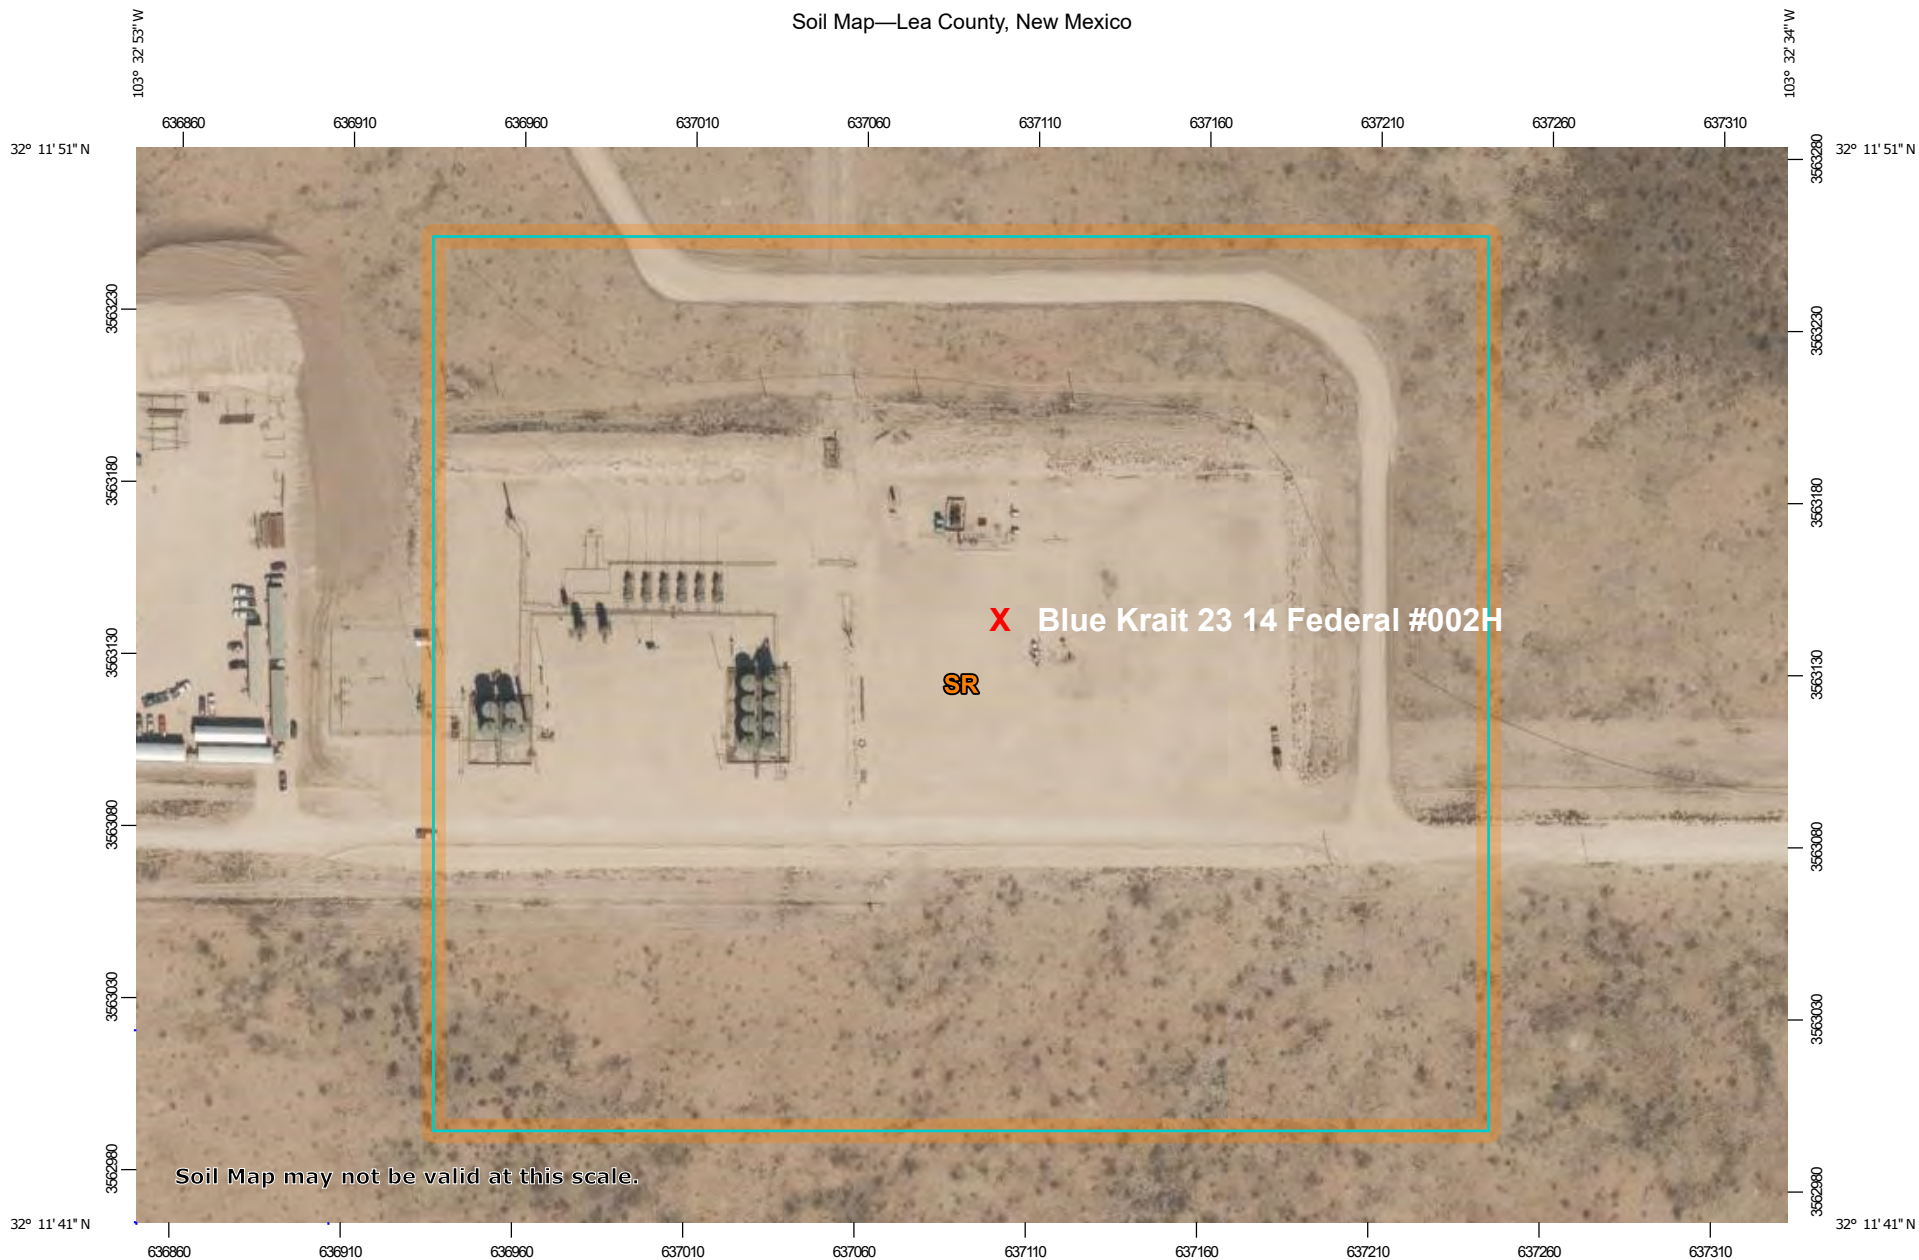 Soil Map—Lea County, New Mexico
103° 32' 53'' W
103° 32' 34'' W
636860 636910 636960 637010 637060 637110 637160 637210 637260 637310
32° 11' 51'' N
32° 11' 51'' N
3563280
3563230
3563230
3563180
3563180
X Blue Krait 23 14 Federal #002H
3563130
3563130
SR
3563080
3563080
3563030
3563030
3562980
3562980
Soil Map may not be valid at this scale.
32° 11' 41'' N
32° 11' 41'' N
636860 636910 636960 637010 637060 637110 637160 637210 637260 637310